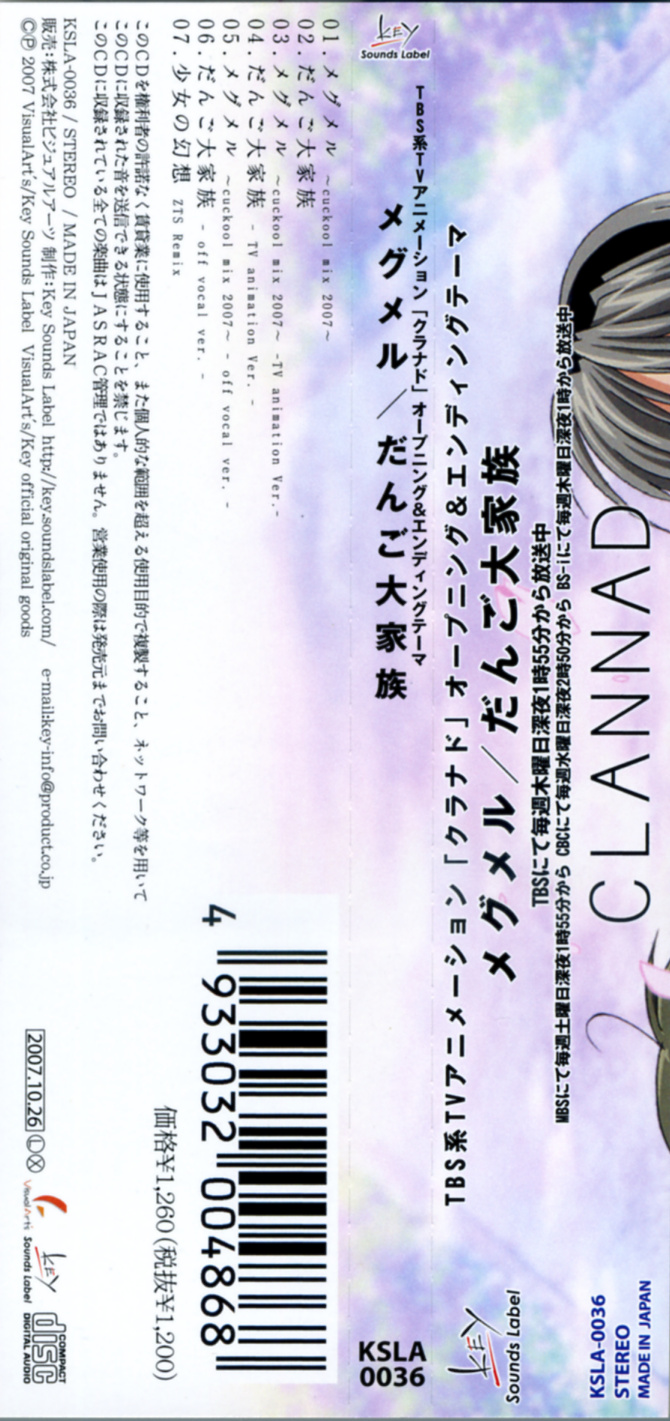 01. メグメル ～cuckool mix 2007～
02. だんご大家族
03. メグメル ～cuckool mix 2007～ -TV animation Ver.-
04. だんご大家族 - TV animation Ver. -
05. メグメル ～cuckool mix 2007～ - off vocal ver. -
06. だんご大家族 - off vocal ver. -
07. 少女の幻想 ZTS Remix
このCDを権利者の許諾なく賃貸業に使用すること、また個人的な範囲を超える使用目的で複製すること、ネットワーク等を用いて
このCDに収録された音を送信できる状態にすることを禁じます。
このCDに収録されている全ての楽曲はJASRAC管理ではありません。営業使用の際は発売元までお問い合わせください。
KSLA-0036 / STEREO / MADE IN JAPAN
販売:株式会社ビジュアルアーツ 制作:Key Sounds Label http://key.soundslabel.com/ e-mail:key-info@product.co.jp
©℗ 2007 VisualArt's/Key Sounds Label VisualArt's/Key official original goods
4 933032 004868
価格¥1,260(税抜¥1,200)
2007.10.26 Ⓛ Ⓧ
Visual Art's
KEY Sounds Label
COMPACT disc DIGITAL AUDIO
KEY Sounds Label
TBS系TVアニメーション「クラナド」オープニング&エンディングテーマ
メグメル／だんご大家族
KSLA
0036
TBS系TVアニメーション「クラナド」オープニング&エンディングテーマ
メグメル／だんご大家族
TBSにて毎週木曜日深夜1時55分から放送中
MBSにて毎週土曜日深夜1時55分から CBCにて毎週水曜日深夜2時50分から BS-iにて毎週木曜日深夜1時から放送中
CLANNAD
KEY Sounds Label
KSLA-0036
STEREO
MADE IN JAPAN